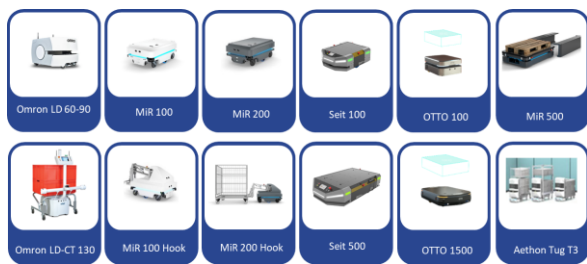 Omron LD 60-90
MiR 100
MiR 200
Seit 100
OTTO 100
MiR 500
Omron LD-CT 130
MiR 100 Hook
MiR 200 Hook
Seit 500
OTTO 1500
Aethon Tug T3